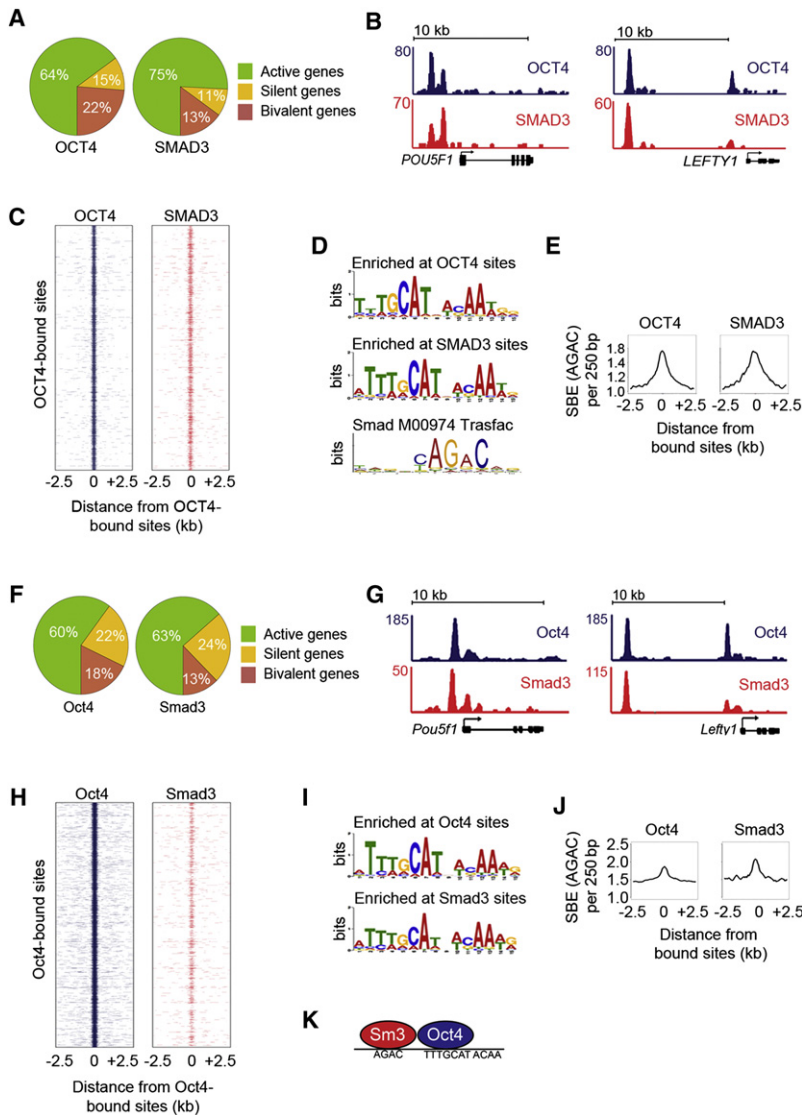 A
64%
15%
22%
OCT4
75%
11%
13%
SMAD3
Active genes
Silent genes
Bivalent genes
B
10 kb
80
OCT4
70
SMAD3
POU5F1
80
OCT4
60
SMAD3
LEFTY1
C
OCT4
SMAD3
OCT4-bound sites
-2.5 0 +2.5
-2.5 0 +2.5
Distance from OCT4-
bound sites (kb)
D
Enriched at OCT4 sites
bits
Enriched at SMAD3 sites
bits
Smad M00974 Trasfac
bits
E
OCT4
SMAD3
SBE (AGAC)
per 250 bp
1.8
1.6
1.4
1.2
1.0
-2.5 0 +2.5
-2.5 0 +2.5
Distance from
bound sites (kb)
F
60%
22%
18%
Oct4
63%
24%
13%
Smad3
Active genes
Silent genes
Bivalent genes
G
10 kb
185
Oct4
50
Smad3
Pou5f1
185
Oct4
115
Smad3
Lefty1
H
Oct4
Smad3
Oct4-bound sites
-2.5 0 +2.5
-2.5 0 +2.5
Distance from Oct4-
bound sites (kb)
I
Enriched at Oct4 sites
bits
Enriched at Smad3 sites
bits
J
Oct4
Smad3
SBE (AGAC)
per 250 bp
2.5
2.0
1.5
1.0
-2.5 0 +2.5
-2.5 0 +2.5
Distance from
bound sites (kb)
K
Sm3
Oct4
AGAC
TTTGCAT ACAA